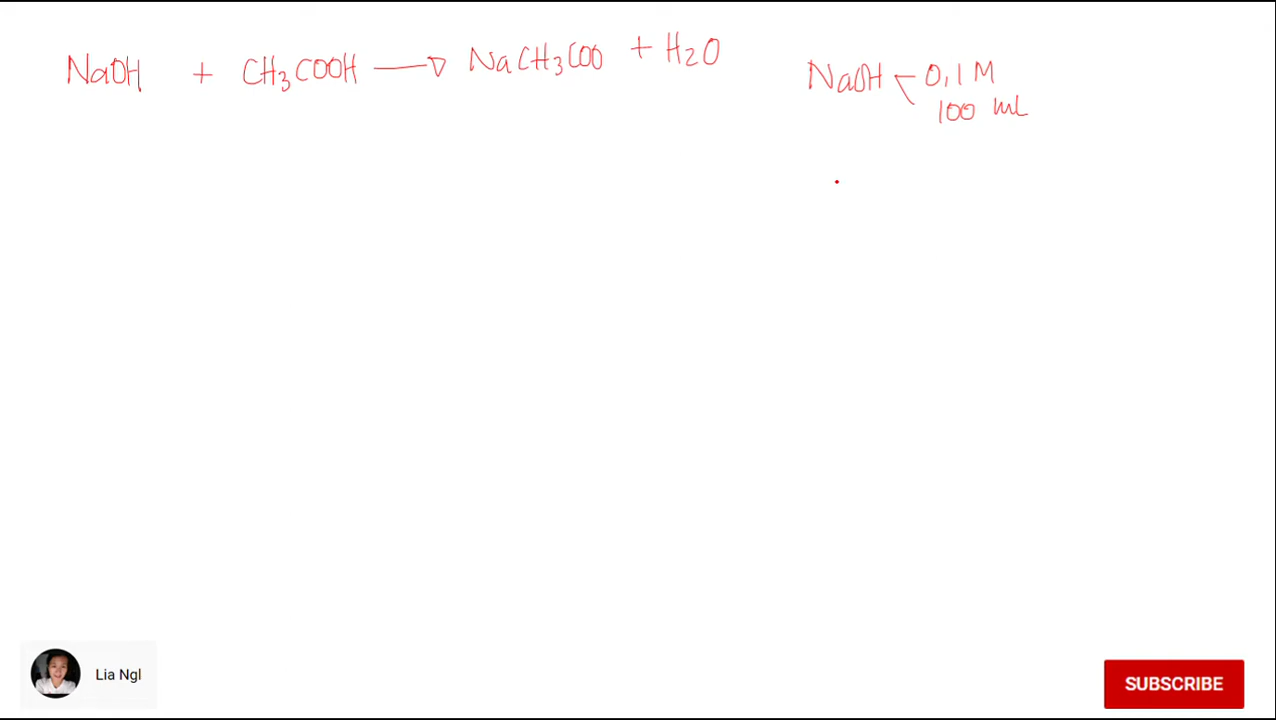 NaOH + CH3COOH → NaCH3COO + H2O
NaOH 0,1 M
100 mL
Lia Ngl
SUBSCRIBE